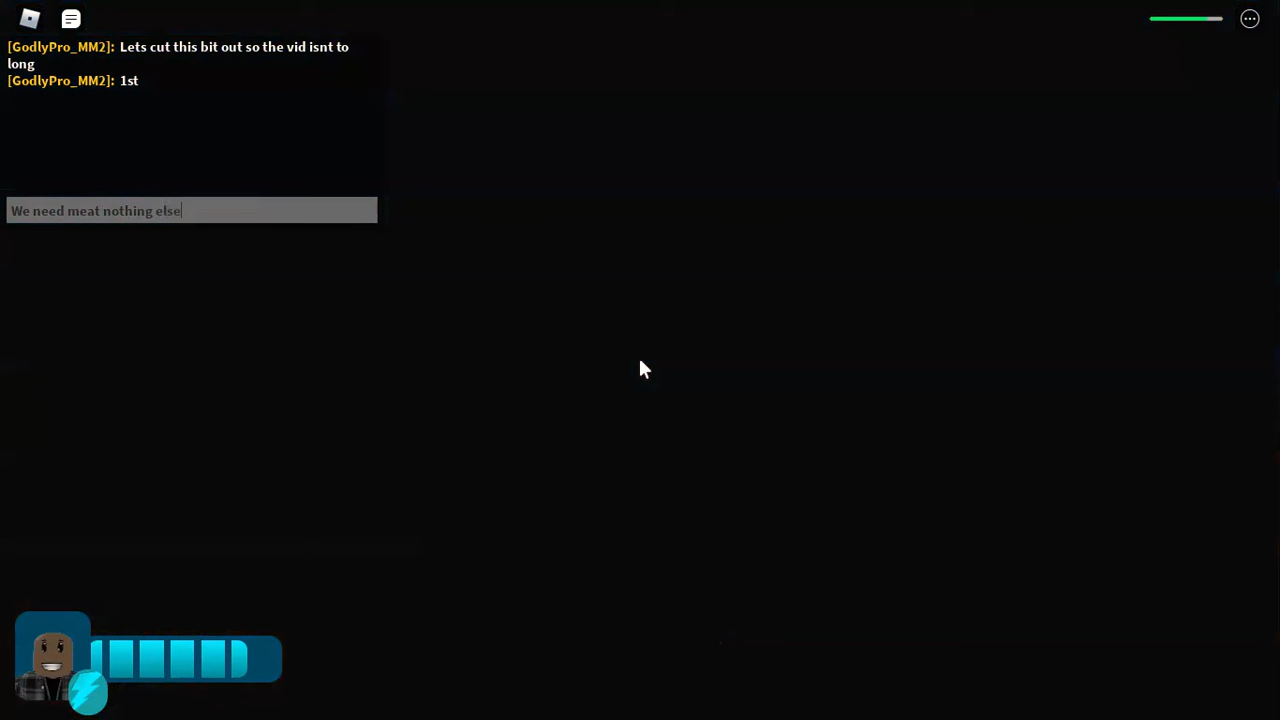 [GodlyPro_MM2]: Lets cut this bit out so the vid isnt to
long
[GodlyPro_MM2]: 1st
We need meat nothing else